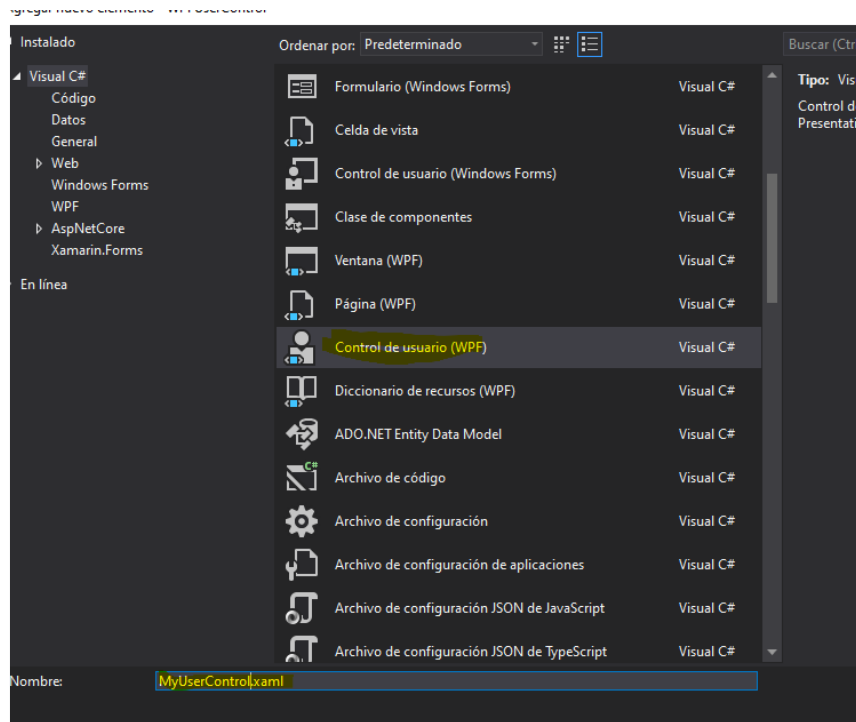 Agregar nuevo elemento - WPFUserControl
Instalado
Ordenar por: Predeterminado
Buscar (Ctr
Visual C#
Código
Datos
General
Web
Windows Forms
WPF
AspNetCore
Xamarin.Forms
En línea
Formulario (Windows Forms) Visual C#
Celda de vista Visual C#
Control de usuario (Windows Forms) Visual C#
Clase de componentes Visual C#
Ventana (WPF) Visual C#
Página (WPF) Visual C#
Control de usuario (WPF) Visual C#
Diccionario de recursos (WPF) Visual C#
ADO.NET Entity Data Model Visual C#
Archivo de código Visual C#
Archivo de configuración Visual C#
Archivo de configuración de aplicaciones Visual C#
Archivo de configuración JSON de JavaScript Visual C#
Archivo de configuración JSON de TypeScript Visual C#
Tipo: Vis
Control d
Presentati
Nombre: MyUserControl.xaml